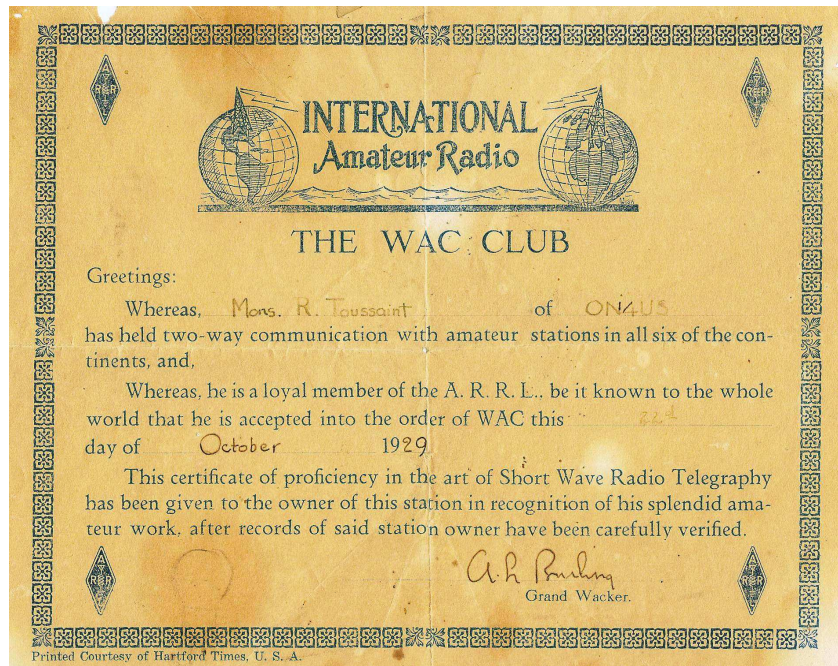 INTERNATIONAL
Amateur Radio
THE WAC CLUB
Greetings:
Whereas, Mons. R. Toussaint of ON4US
has held two-way communication with amateur stations in all six of the con-
tinents, and,
Whereas, he is a loyal member of the A. R. R. L., be it known to the whole
world that he is accepted into the order of WAC this 22d
day of October 1929
This certificate of proficiency in the art of Short Wave Radio Telegraphy
has been given to the owner of this station in recognition of his splendid ama-
teur work, after records of said station owner have been carefully verified.
A. L.
Grand Wacker.
Printed Courtesy of Hartford Times, U. S. A.